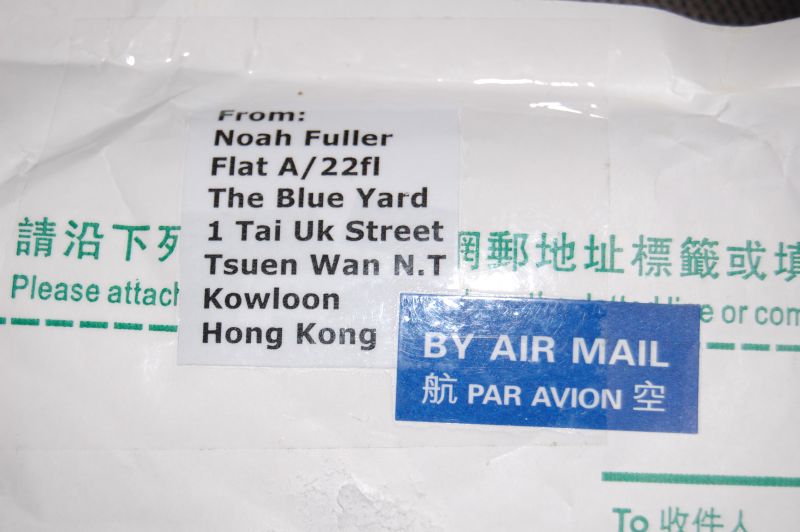 From:
Noah Fuller
Flat A/22fl
The Blue Yard
1 Tai Uk Street
Tsuen Wan N.T
Kowloon
Hong Kong
請沿下列 郵地址標籤或填
Please attach or com
BY AIR MAIL
航 PAR AVION 空
To 收件人